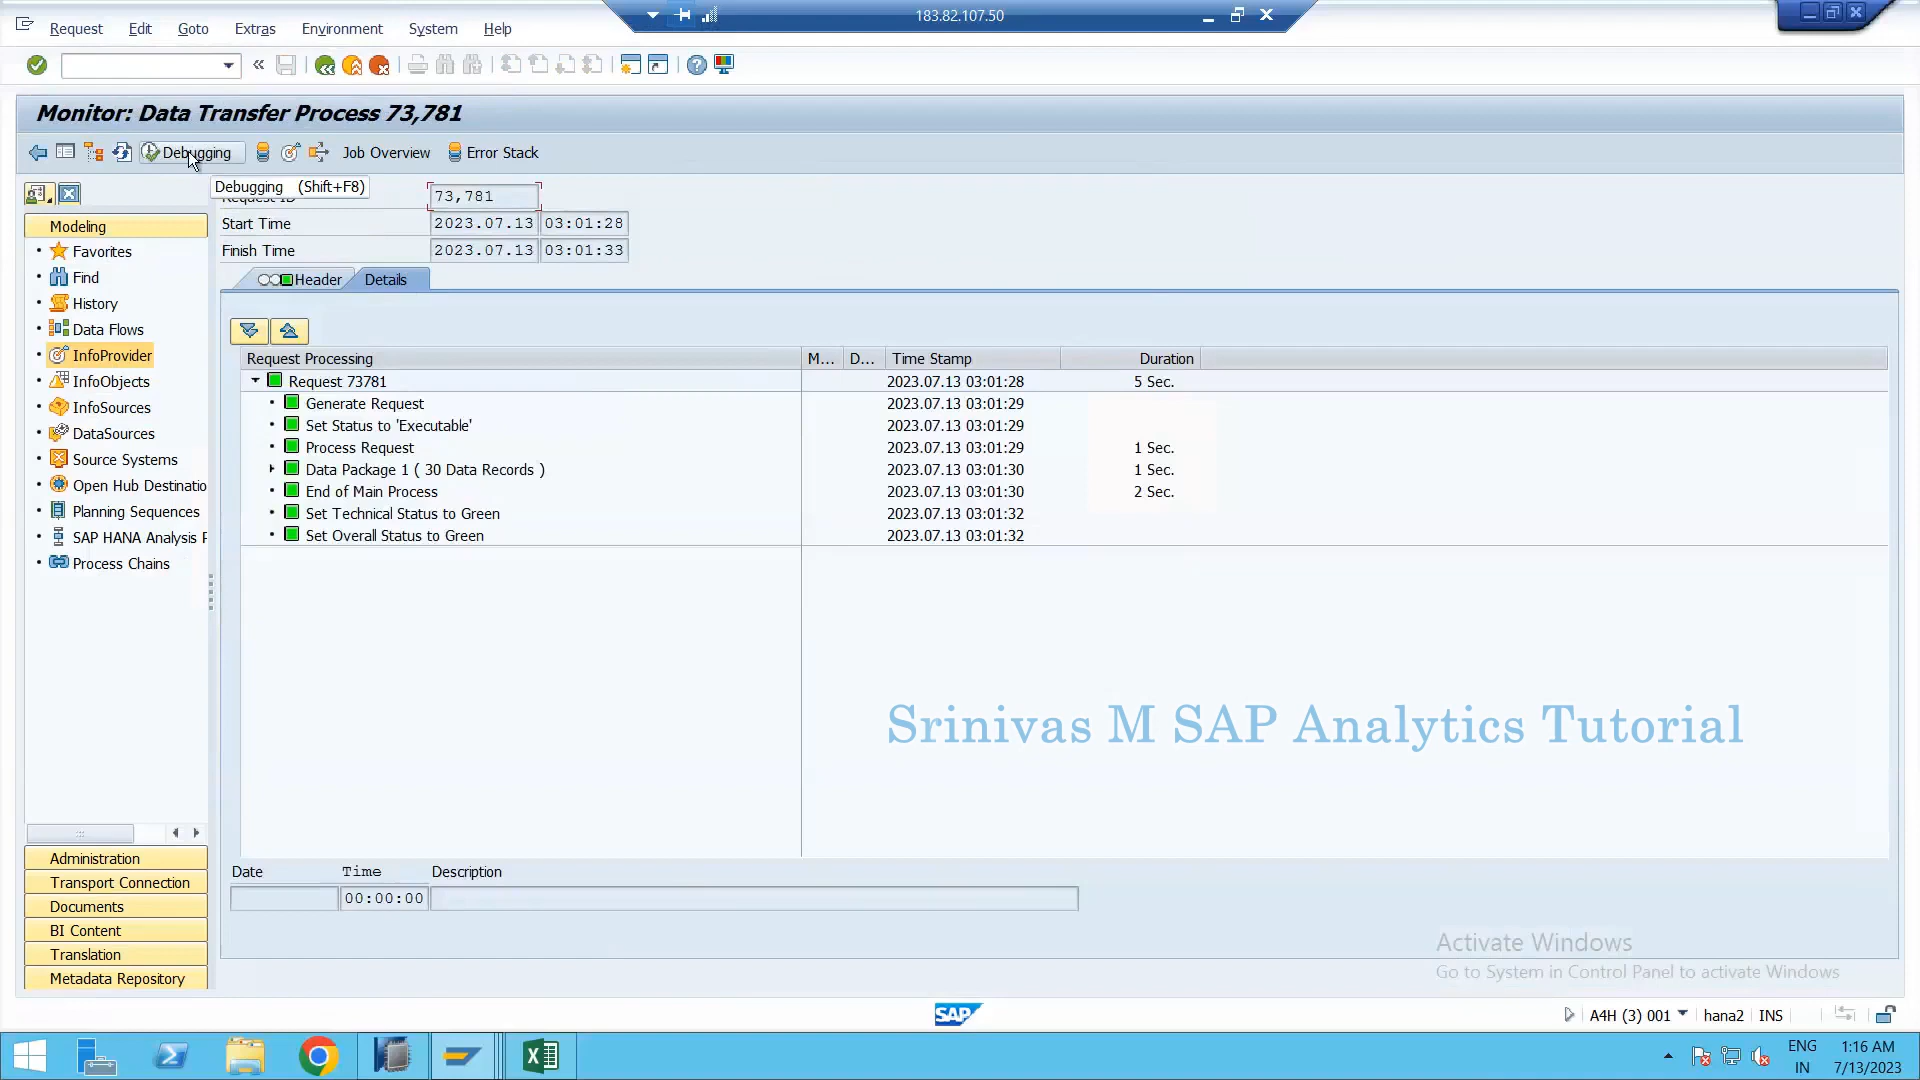 183.82.107.50
Request Edit Goto Extras Environment System Help
Monitor: Data Transfer Process 73,781
Debugging Job Overview Error Stack
Debugging (Shift+F8)
Request ID 73,781
Start Time 2023.07.13 03:01:28
Finish Time 2023.07.13 03:01:33
Header Details
Modeling
Favorites
Find
History
Data Flows
InfoProvider
InfoObjects
InfoSources
DataSources
Source Systems
Open Hub Destinatio
Planning Sequences
SAP HANA Analysis P
Process Chains
Administration
Transport Connection
Documents
BI Content
Translation
Metadata Repository
Request Processing M... D... Time Stamp Duration
Request 73781 2023.07.13 03:01:28 5 Sec.
Generate Request 2023.07.13 03:01:29
Set Status to 'Executable' 2023.07.13 03:01:29
Process Request 2023.07.13 03:01:29 1 Sec.
Data Package 1 ( 30 Data Records ) 2023.07.13 03:01:30 1 Sec.
End of Main Process 2023.07.13 03:01:30 2 Sec.
Set Technical Status to Green 2023.07.13 03:01:32
Set Overall Status to Green 2023.07.13 03:01:32
Srinivas M SAP Analytics Tutorial
Date Time Description
00:00:00
Activate Windows
Go to System in Control Panel to activate Windows
SAP
A4H (3) 001 hana2 INS
ENG 1:16 AM
IN 7/13/2023